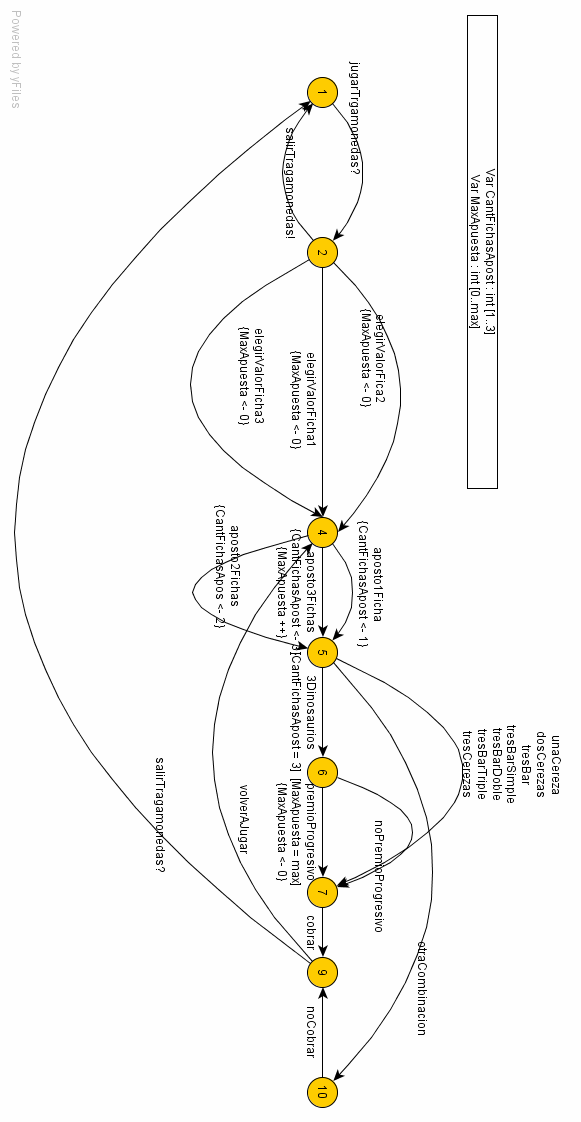 Var CantFichasApost : int [1..3]
Var MaxApuesta : int [0..max]
1
jugarTrgamonedas?
salirTragamonedas!
2
elegirValorFica2
{MaxApuesta <- 0}
elegirValorFicha1
{MaxApuesta <- 0}
elegirValorFicha3
{MaxApuesta <- 0}
4
aposto1Ficha
{CantFichasApost <- 1}
aposto3Fichas
{CantFichasApost <- 3}
{MaxApuesta ++}
aposto2Fichas
{CantFichasApos <- 2}
5
unaCereza
dosCerezas
tresBar
tresBarSimple
tresBarDoble
tresBarTriple
tresCerezas
3Dinosaurios
[CantFichasApost = 3]
6
premioProgresivo
[MaxApuesta = max]
{MaxApuesta <- 0}
noPremioProgresivo
7
otraCombinacion
cobrar
volverAJugar
salirTragamonedas?
9
noCobrar
10
Powered by yFiles